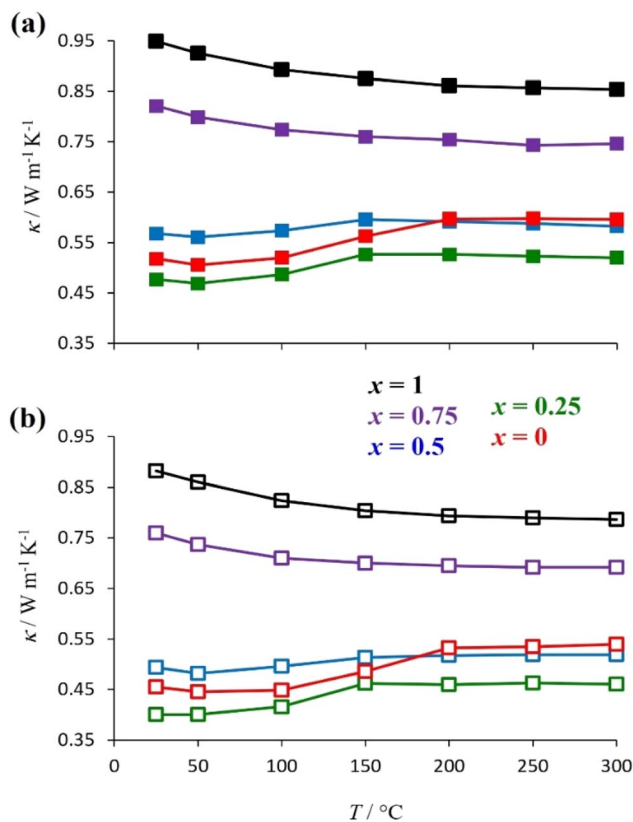 (a)
0.95
0.85
0.75
0.65
0.55
0.45
0.35
κ / W m⁻¹ K⁻¹
x = 1
x = 0.75
x = 0.5
x = 0.25
x = 0
(b)
0.95
0.85
0.75
0.65
0.55
0.45
0.35
κ / W m⁻¹ K⁻¹
0 50 100 150 200 250 300
T / °C